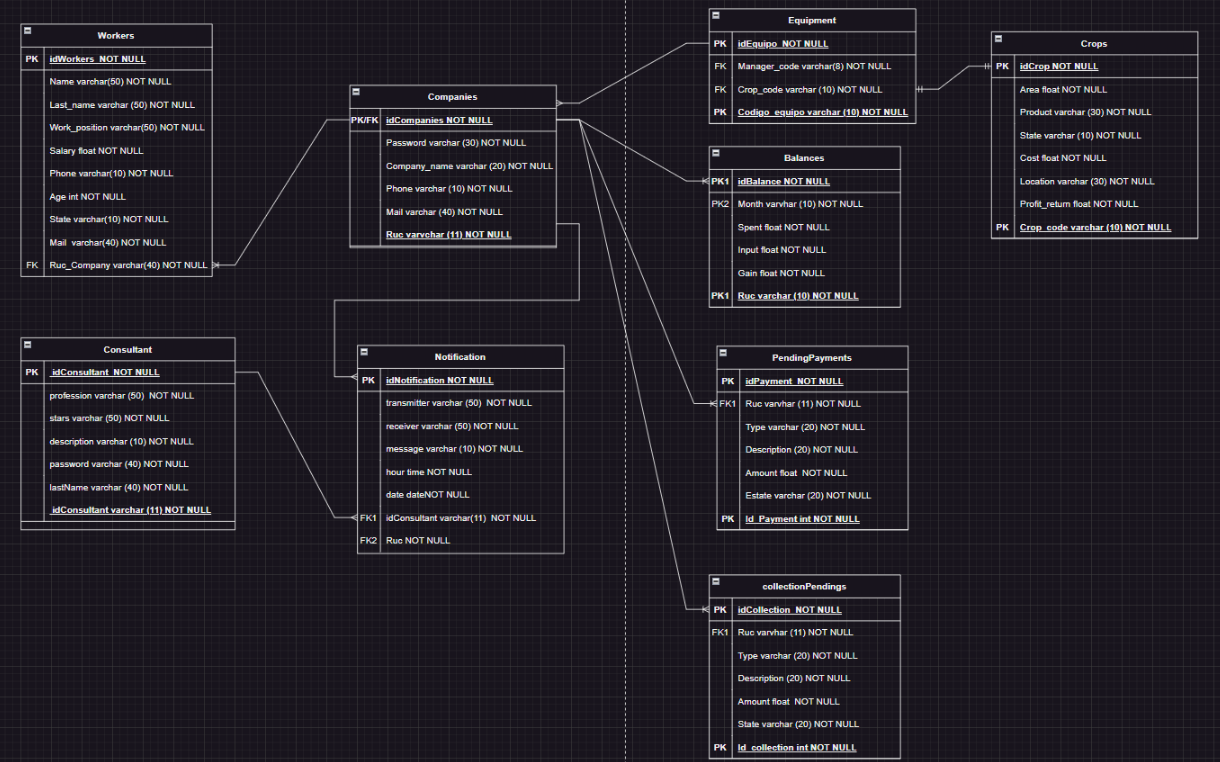 Workers
PK idWorkers NOT NULL
Name varchar(50) NOT NULL
Last_name varchar (50) NOT NULL
Work_position varchar(50) NOT NULL
Salary float NOT NULL
Phone varchar(10) NOT NULL
Age int NOT NULL
State varchar(10) NOT NULL
Mail varchar(40) NOT NULL
FK Ruc_Company varchar(40) NOT NULL
Companies
PK/FK idCompanies NOT NULL
Password varchar (30) NOT NULL
Company_name varchar (20) NOT NULL
Phone varchar (10) NOT NULL
Mail varchar (40) NOT NULL
Ruc varvchar (11) NOT NULL
Equipment
PK idEquipo NOT NULL
FK Manager_code varchar(8) NOT NULL
FK Crop_code varchar (10) NOT NULL
PK Codigo_equipo varchar (10) NOT NULL
Crops
PK idCrop NOT NULL
Area float NOT NULL
Product varchar (30) NOT NULL
State varchar (10) NOT NULL
Cost float NOT NULL
Location varchar (30) NOT NULL
Profit_return float NOT NULL
PK Crop_code varchar (10) NOT NULL
Balances
PK1 idBalance NOT NULL
PK2 Month varvhar (10) NOT NULL
Spent float NOT NULL
Input float NOT NULL
Gain float NOT NULL
PK1 Ruc varchar (10) NOT NULL
Consultant
PK idConsultant NOT NULL
profession varchar (50) NOT NULL
stars varchar (50) NOT NULL
description varchar (10) NOT NULL
password varchar (40) NOT NULL
lastName varchar (40) NOT NULL
idConsultant varchar (11) NOT NULL
Notification
PK idNotification NOT NULL
transmitter varchar (50) NOT NULL
receiver varchar (50) NOT NULL
message varchar (10) NOT NULL
hour time NOT NULL
date dateNOT NULL
FK1 idConsultant varchar(11) NOT NULL
FK2 Ruc NOT NULL
PendingPayments
PK idPayment NOT NULL
FK1 Ruc varvhar (11) NOT NULL
Type varchar (20) NOT NULL
Description (20) NOT NULL
Amount float NOT NULL
Estate varchar (20) NOT NULL
PK Id_Payment int NOT NULL
collectionPendings
PK idCollection NOT NULL
FK1 Ruc varvhar (11) NOT NULL
Type varchar (20) NOT NULL
Description (20) NOT NULL
Amount float NOT NULL
State varchar (20) NOT NULL
PK Id_collection int NOT NULL